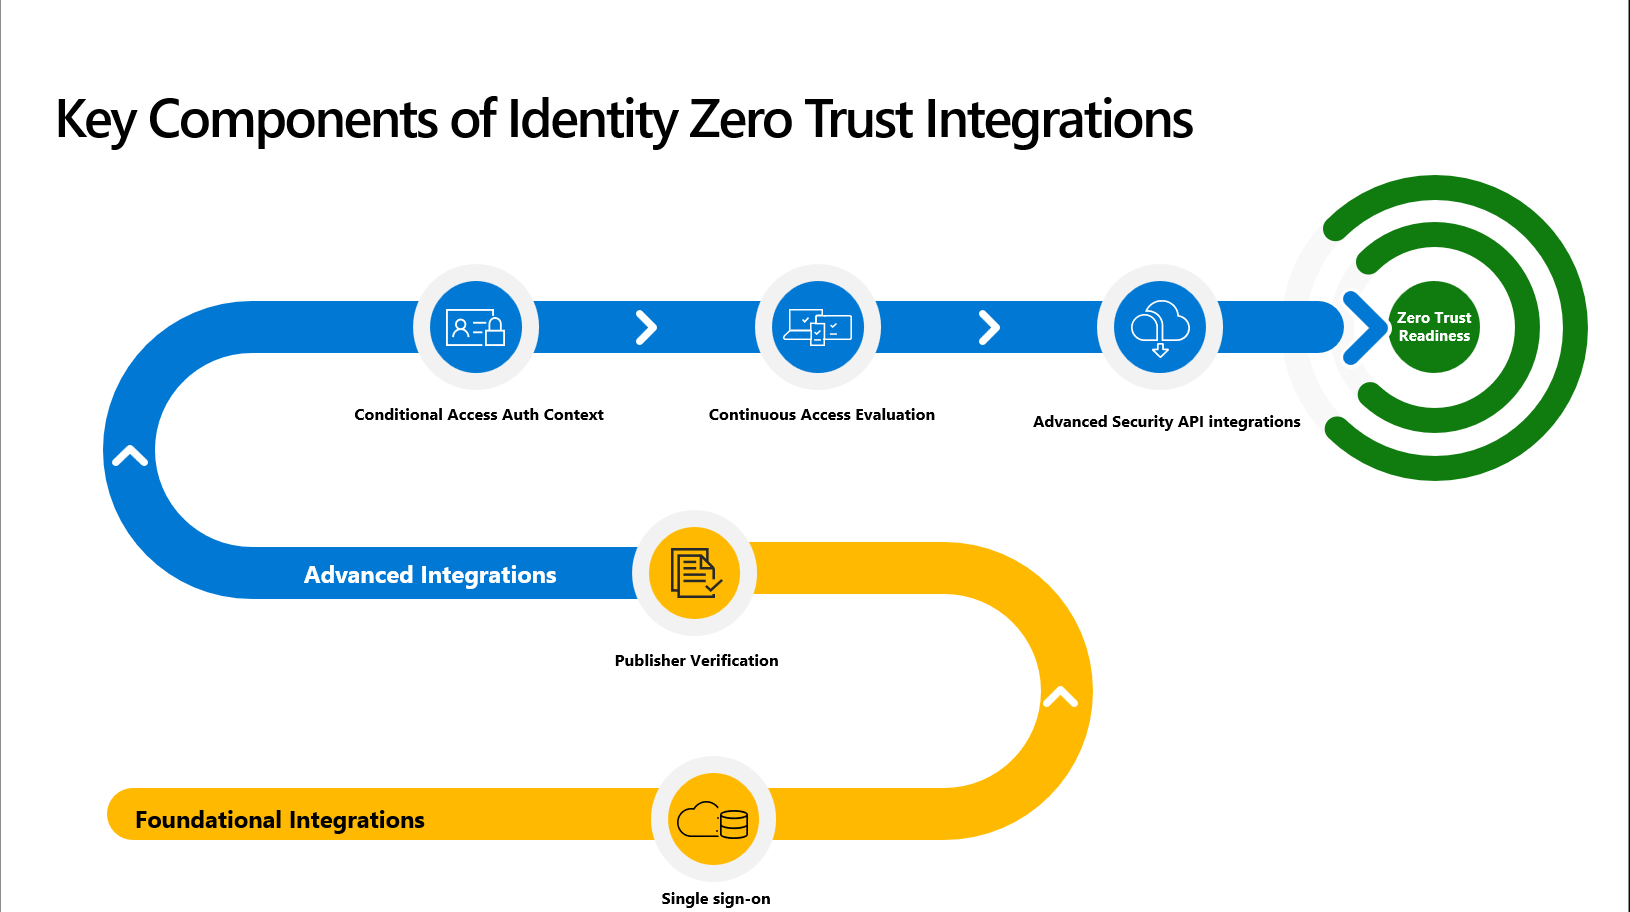 Key Components of Identity Zero Trust Integrations
Zero Trust
Readiness
Conditional Access Auth Context
Continuous Access Evaluation
Advanced Security API integrations
Advanced Integrations
Publisher Verification
Foundational Integrations
Single sign-on